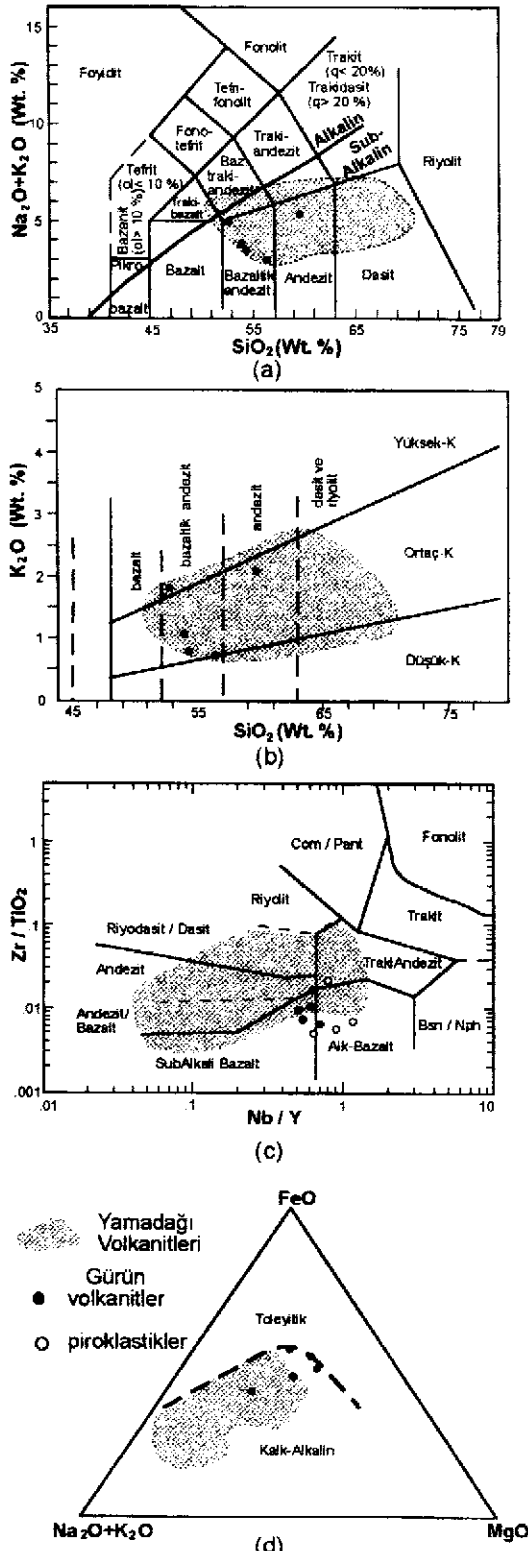 16
10
5
0
Na2O+K2O (Wt. %)
Foyidit
Fonolit
Tefri-
fonolit
Fono-
tefrit
Trakit
(q< 20%)
Trakidasit
(q> 20 %)
Traki-
andezit
Alkalin
Sub-
Alkalin
Riyolit
Tefrit
(ol< 10 %)
Bazanit
(ol> 10 %)
Baz.
traki-
andezit
Traki-
bazalt
Pikro-
bazalt
Bazalt
Bazaltik
andezit
Andezit
Dasit
35 45 55 65 75 79
SiO2 (Wt. %)
(a)
5
4
3
2
1
0
K2O (Wt. %)
bazalt
bazaltik andezit
andazit
dasit ve
riyolit
Yüksek-K
Ortaç-K
Düşük-K
45 55 65 75
SiO2 (Wt. %)
(b)
1
.1
.01
.001
Zr / TiO2
Com / Pant
Fonolit
Riyolit
Trakit
Riyodasit / Dasit
Andezit
TrakiAndezit
Andezit/
Bazalt
SubAlkali Bazalt
Alk-Bazalt
Bsn / Nph
.01 .1 1 10
Nb / Y
(c)
FeO
Yamadağı
Volkanitleri
Gürün
volkanitler
piroklastikler
Toleyitik
Kalk-Alkalin
Na2O+K2O
MgO
(d)